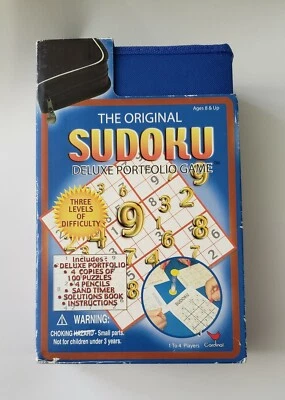 Ages 8 & Up
THE ORIGINAL
SUDOKU
DELUXE PORTFOLIO GAME
THREE
LEVELS OF
DIFFICULTY
Includes:
• DELUXE PORTFOLIO
• 4 COPIES OF
100 PUZZLES
• 4 PENCILS
• SAND TIMER
• SOLUTIONS BOOK
• INSTRUCTIONS
SUDOKU
WARNING:
CHOKING HAZARD - Small parts.
Not for children under 3 years.
1 To 4 Players
Cardinal